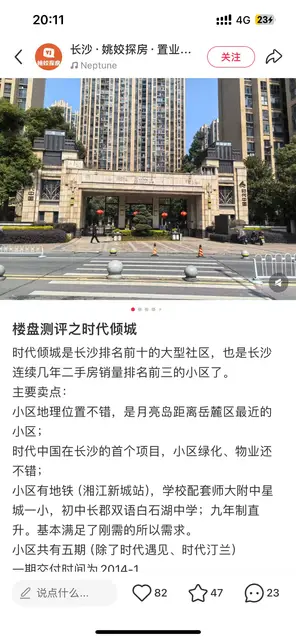 20:11
4G
23
姚姣探房
长沙 · 姚姣探房 · 置业...
Neptune
关注
楼盘测评之时代倾城
时代倾城是长沙排名前十的大型社区，也是长沙
连续几年二手房销量排名前三的小区了。
主要卖点：
小区地理位置不错，是月亮岛距离岳麓区最近的
小区；
时代中国在长沙的首个项目，小区绿化、物业还
不错；
小区有地铁（湘江新城站），学校配套师大附中星
城一小，初中长郡双语白石湖中学；九年制直
升。基本满足了刚需的所以需求。
小区共有五期（除了时代遇见、时代汀兰）
一期交付时间为2014-1
说点什么...
82
47
23